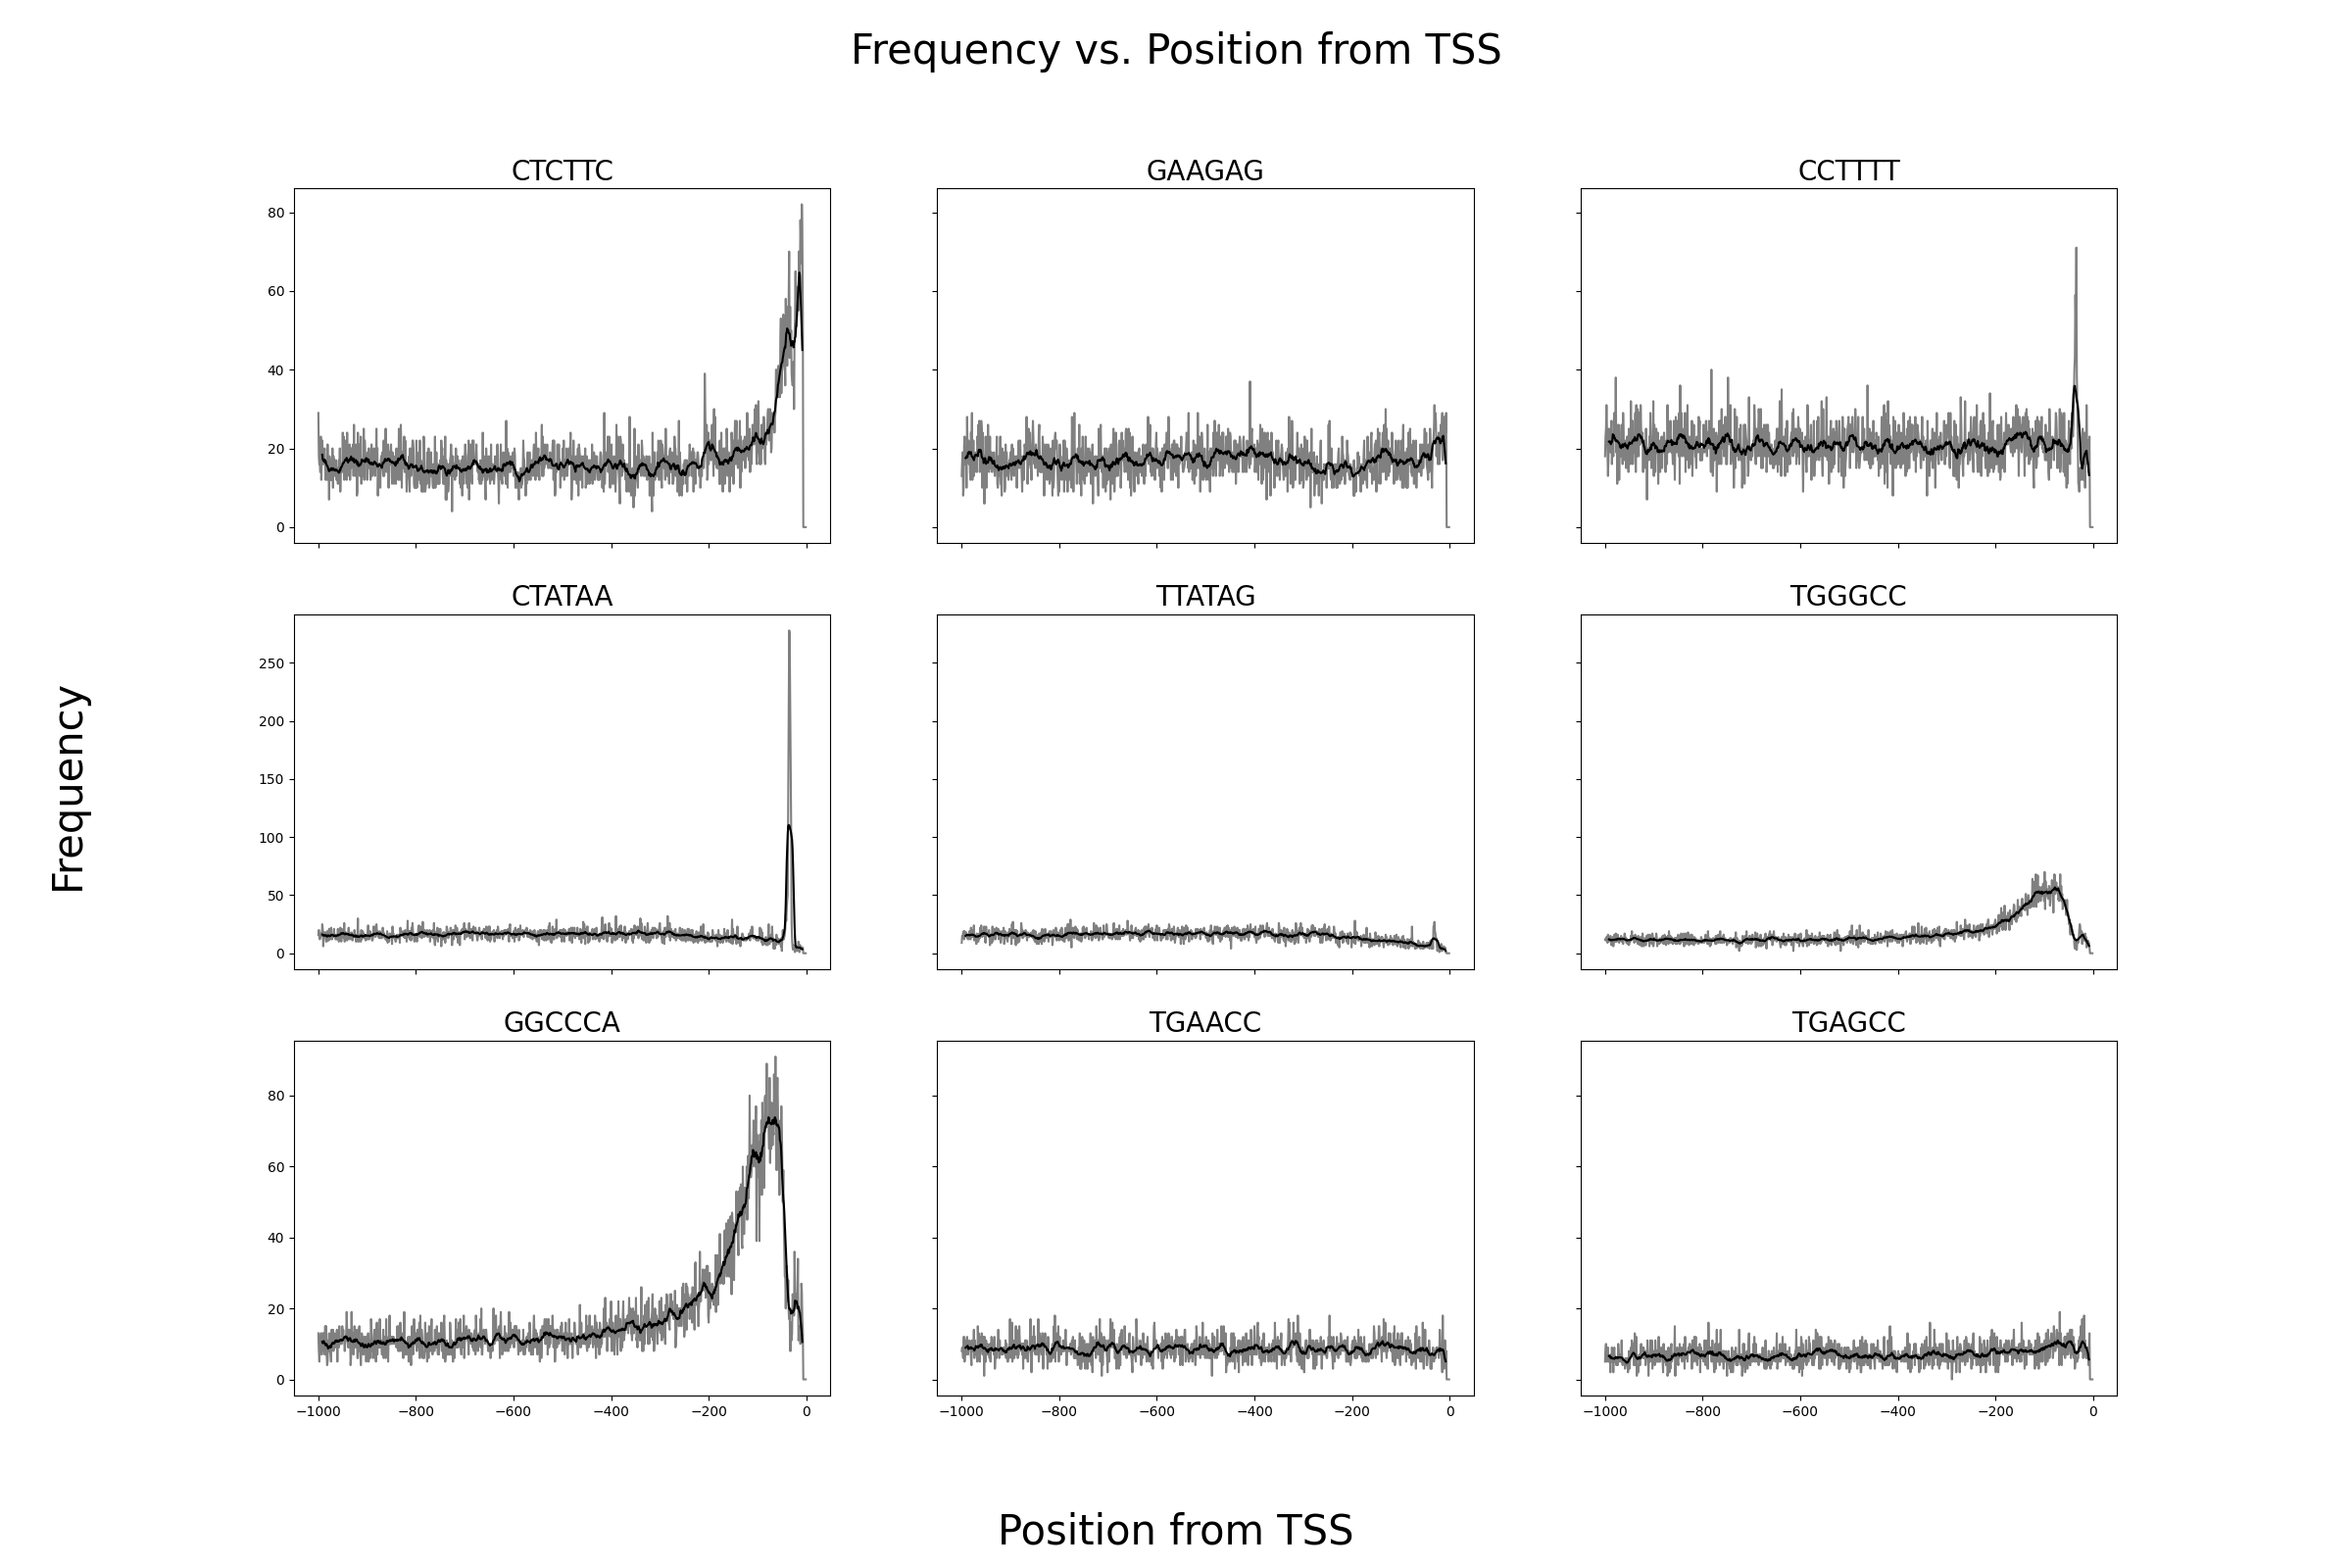 Frequency vs. Position from TSS
CTCTTC GAAGAG CCTTTT
80
60
40
20
0
CTATAA TTATAG TGGGCC
250
200
150
100
50
0
Frequency
GGCCCA TGAACC TGAGCC
80
60
40
20
0
−1000 −800 −600 −400 −200 0 −1000 −800 −600 −400 −200 0 −1000 −800 −600 −400 −200 0
Position from TSS